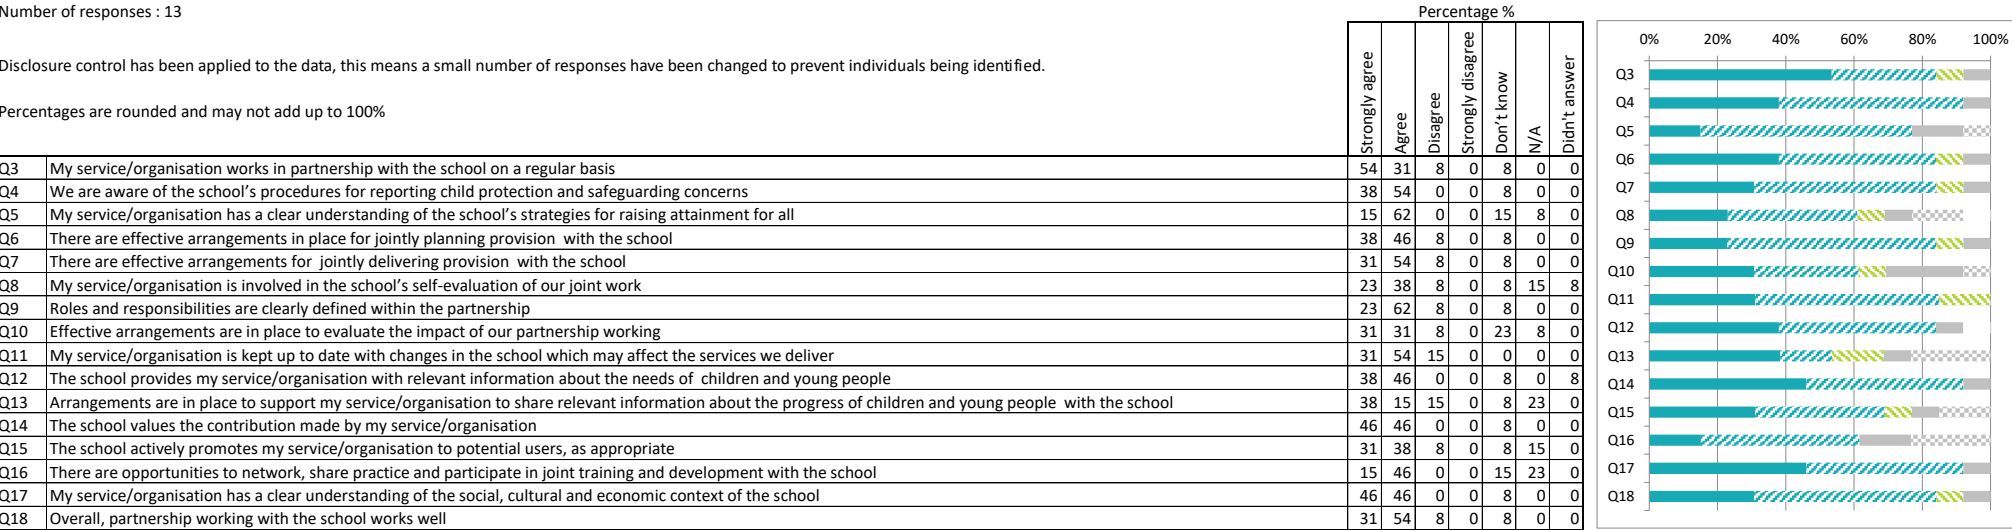 Number of responses : 13
Percentage %
Disclosure control has been applied to the data, this means a small number of responses have been changed to prevent individuals being identified.
Percentages are rounded and may not add up to 100%
Strongly agree
Agree
Disagree
Strongly disagree
Don't know
N/A
Didn't answer
Q3 My service/organisation works in partnership with the school on a regular basis 54 31 8 0 8 0 0
Q4 We are aware of the school's procedures for reporting child protection and safeguarding concerns 38 54 0 0 8 0 0
Q5 My service/organisation has a clear understanding of the school's strategies for raising attainment for all 15 62 0 0 15 8 0
Q6 There are effective arrangements in place for jointly planning provision with the school 38 46 8 0 8 0 0
Q7 There are effective arrangements for jointly delivering provision with the school 31 54 8 0 8 0 0
Q8 My service/organisation is involved in the school's self-evaluation of our joint work 23 38 8 0 8 15 8
Q9 Roles and responsibilities are clearly defined within the partnership 23 62 8 0 8 0 0
Q10 Effective arrangements are in place to evaluate the impact of our partnership working 31 31 8 0 23 8 0
Q11 My service/organisation is kept up to date with changes in the school which may affect the services we deliver 31 54 15 0 0 0 0
Q12 The school provides my service/organisation with relevant information about the needs of children and young people 38 46 0 0 8 0 8
Q13 Arrangements are in place to support my service/organisation to share relevant information about the progress of children and young people with the school 38 15 15 0 8 23 0
Q14 The school values the contribution made by my service/organisation 46 46 0 0 8 0 0
Q15 The school actively promotes my service/organisation to potential users, as appropriate 31 38 8 0 8 15 0
Q16 There are opportunities to network, share practice and participate in joint training and development with the school 15 46 0 0 15 23 0
Q17 My service/organisation has a clear understanding of the social, cultural and economic context of the school 46 46 0 0 8 0 0
Q18 Overall, partnership working with the school works well 31 54 8 0 8 0 0
0% 20% 40% 60% 80% 100%
Q3
Q4
Q5
Q6
Q7
Q8
Q9
Q10
Q11
Q12
Q13
Q14
Q15
Q16
Q17
Q18